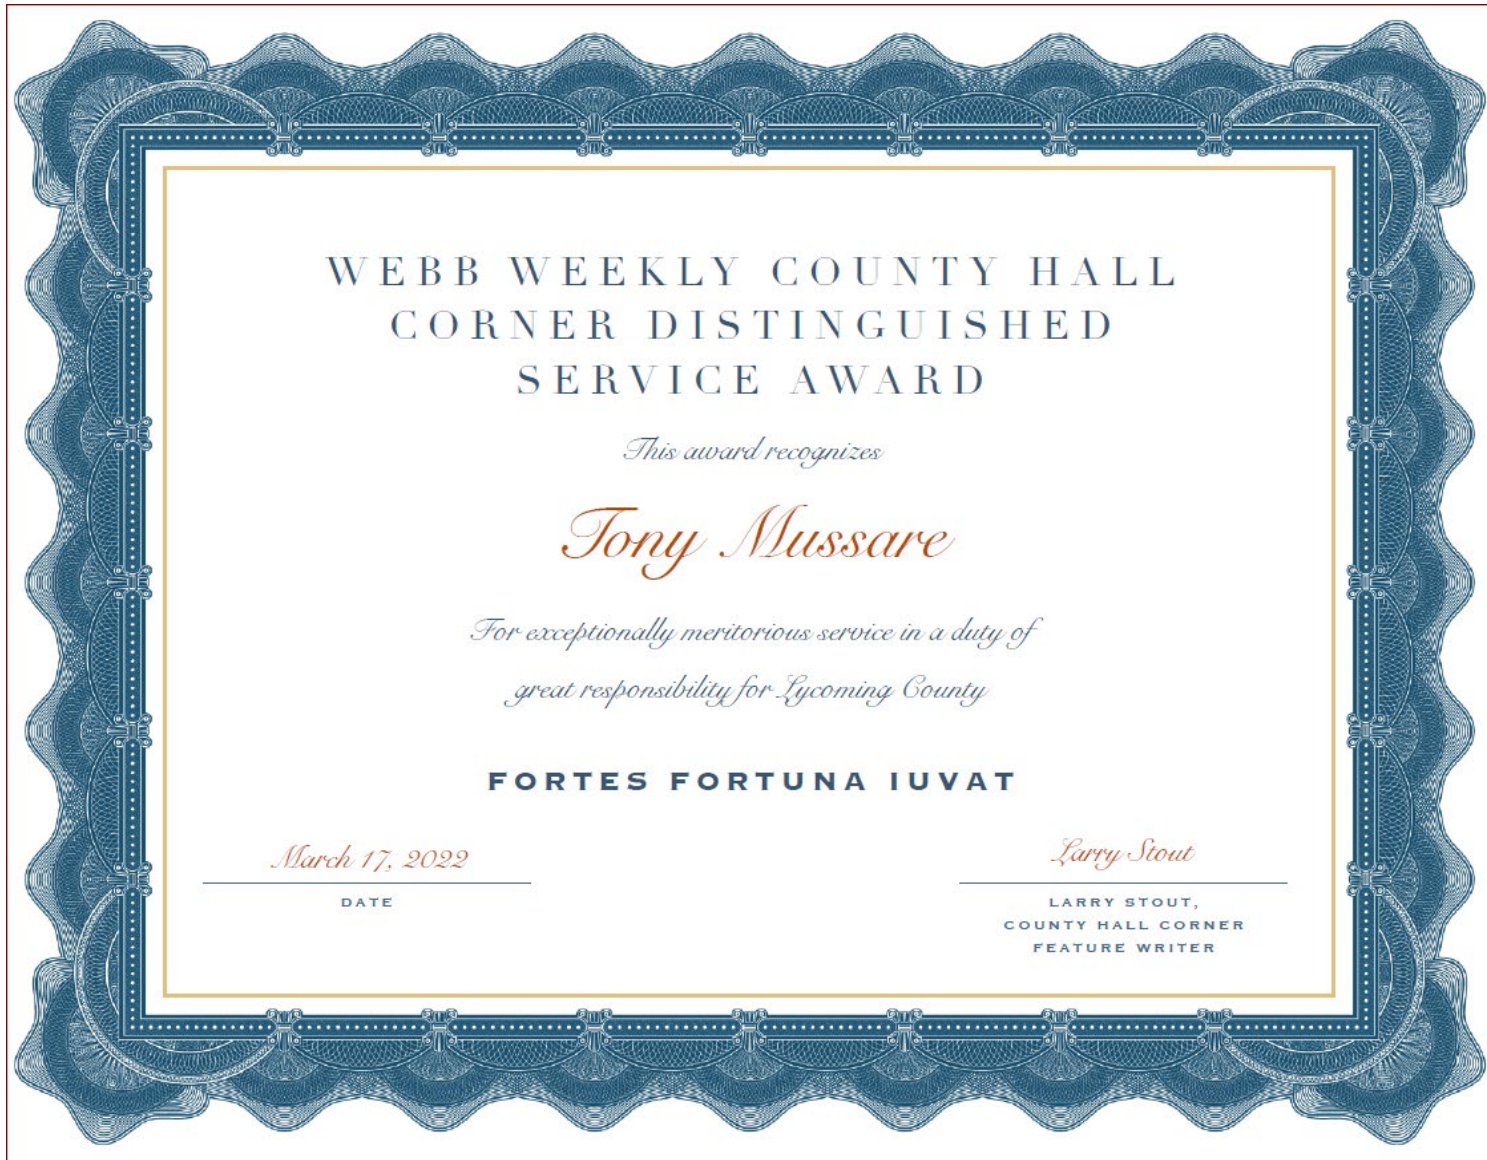 WEBB WEEKLY COUNTY HALL
CORNER DISTINGUISHED
SERVICE AWARD
This award recognizes
Tony Mussare
For exceptionally meritorious service in a duty of
great responsibility for Lycoming County
FORTES FORTUNA IUVAT
March 17, 2022
DATE
Larry Stout
LARRY STOUT,
COUNTY HALL CORNER
FEATURE WRITER